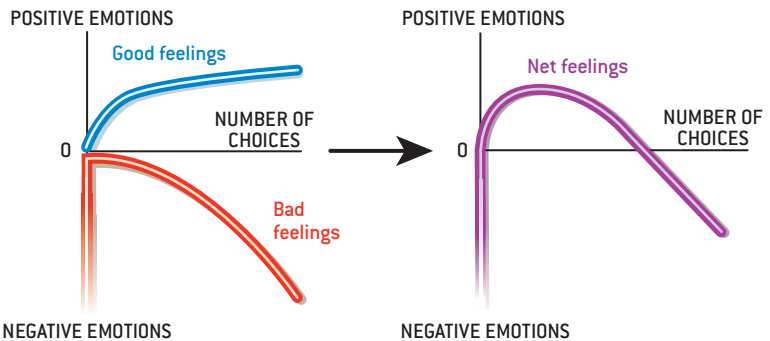 POSITIVE EMOTIONS
Good feelings
NUMBER OF
CHOICES
0
Bad
feelings
NEGATIVE EMOTIONS
POSITIVE EMOTIONS
Net feelings
NUMBER OF
CHOICES
0
NEGATIVE EMOTIONS